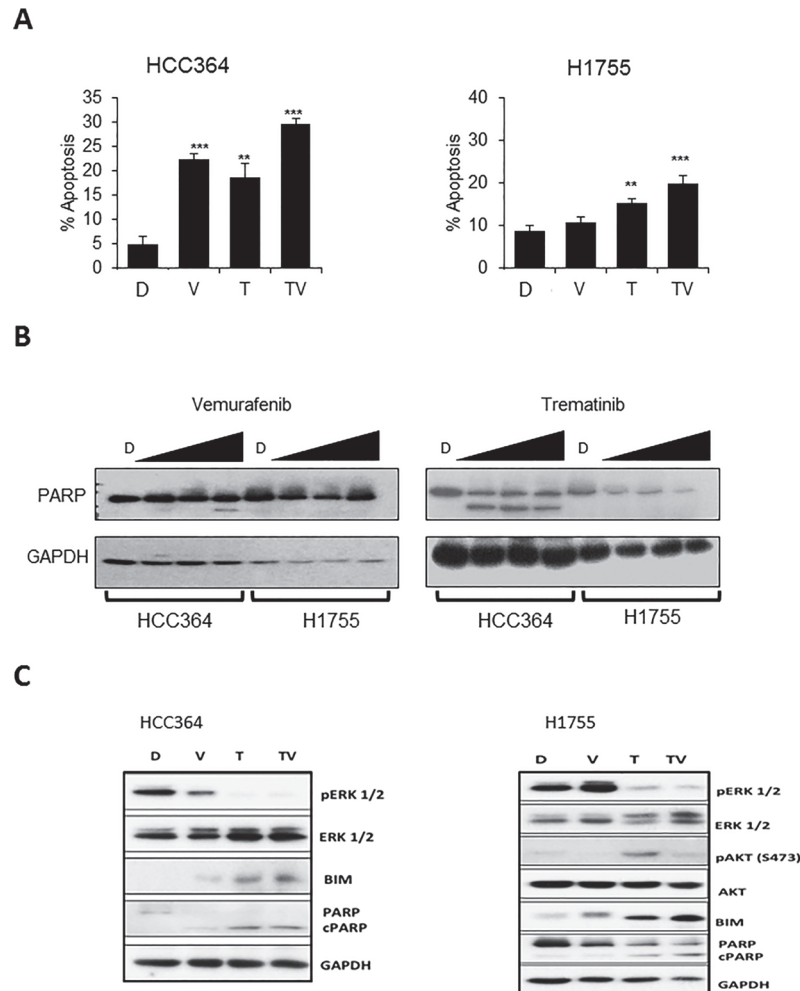 A
HCC364
H1755
% Apoptosis
35
30
25
20
15
10
5
0
***
**
***
D V T TV
% Apoptosis
40
30
20
10
0
**
***
D V T TV
B
Vemurafenib
Trematinib
D D D D
PARP
GAPDH
HCC364 H1755 HCC364 H1755
C
HCC364
D V T TV
pERK 1/2
ERK 1/2
BIM
PARP
cPARP
GAPDH
H1755
D V T TV
pERK 1/2
ERK 1/2
pAKT (S473)
AKT
BIM
PARP
cPARP
GAPDH